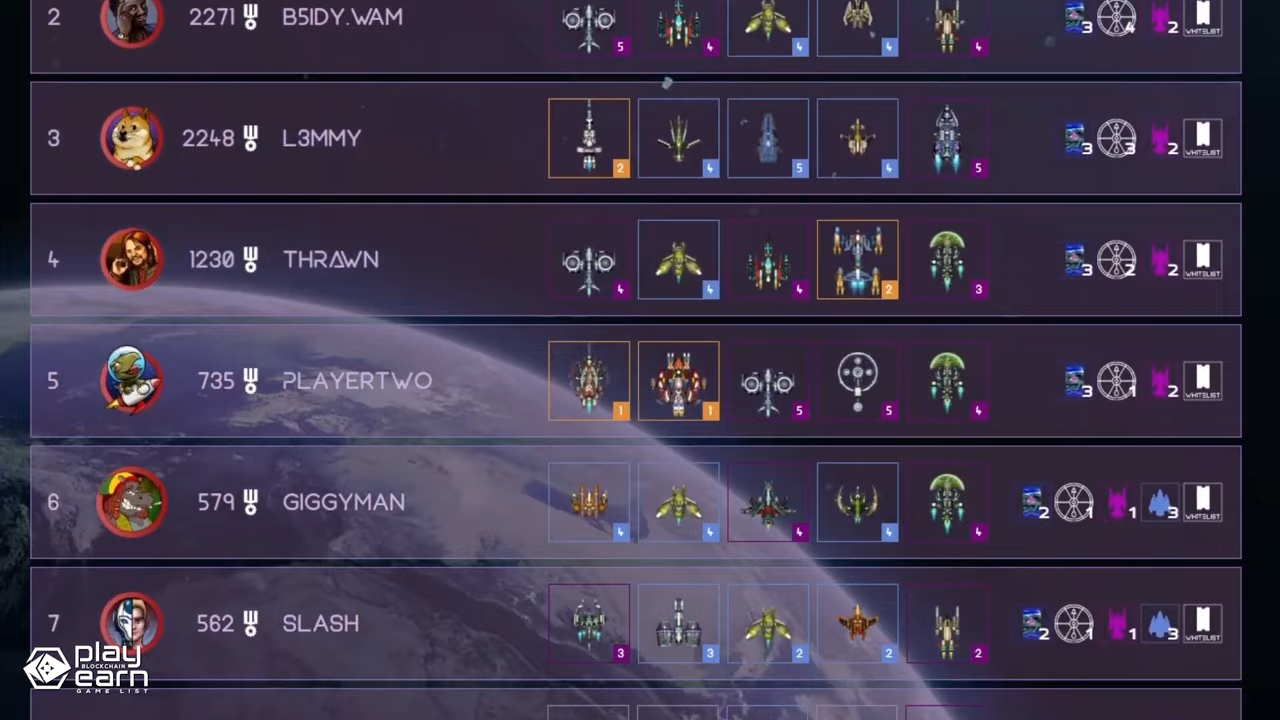 2 2271 B5IDY.WAM 5 4 4 4 4 3 4 2 WHITELIST
3 2248 L3MMY 2 4 5 4 5 3 3 2 WHITELIST
4 1230 THRAWN 4 4 4 2 3 3 2 2 WHITELIST
5 735 PLAYERTWO 1 1 5 5 4 3 1 2 WHITELIST
6 579 GIGGYMAN 4 4 4 4 4 2 1 1 3 WHITELIST
7 562 SLASH 3 3 2 2 2 2 1 1 3 WHITELIST
play
BLOCKCHAIN
earn
GAME LIST